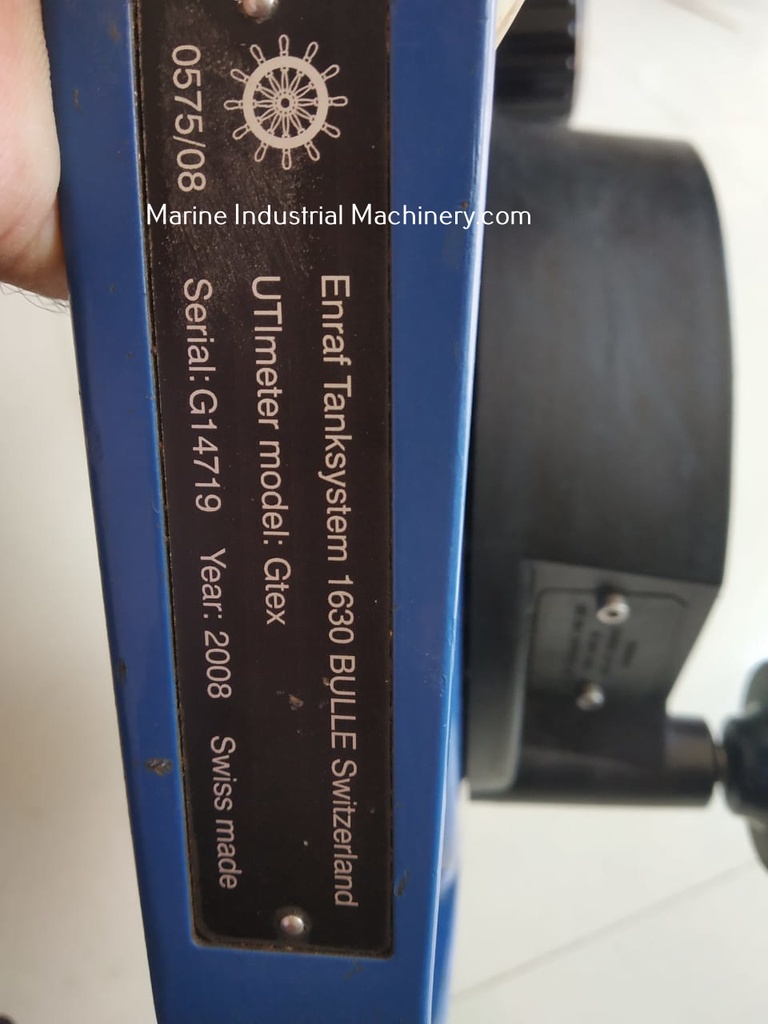 Enraf Tanksystem 1630 BULLE Switzerland
UTImeter model: Gtex
Serial: G14719 Year: 2008 Swiss made
0575/08
Marine Industrial Machinery.com